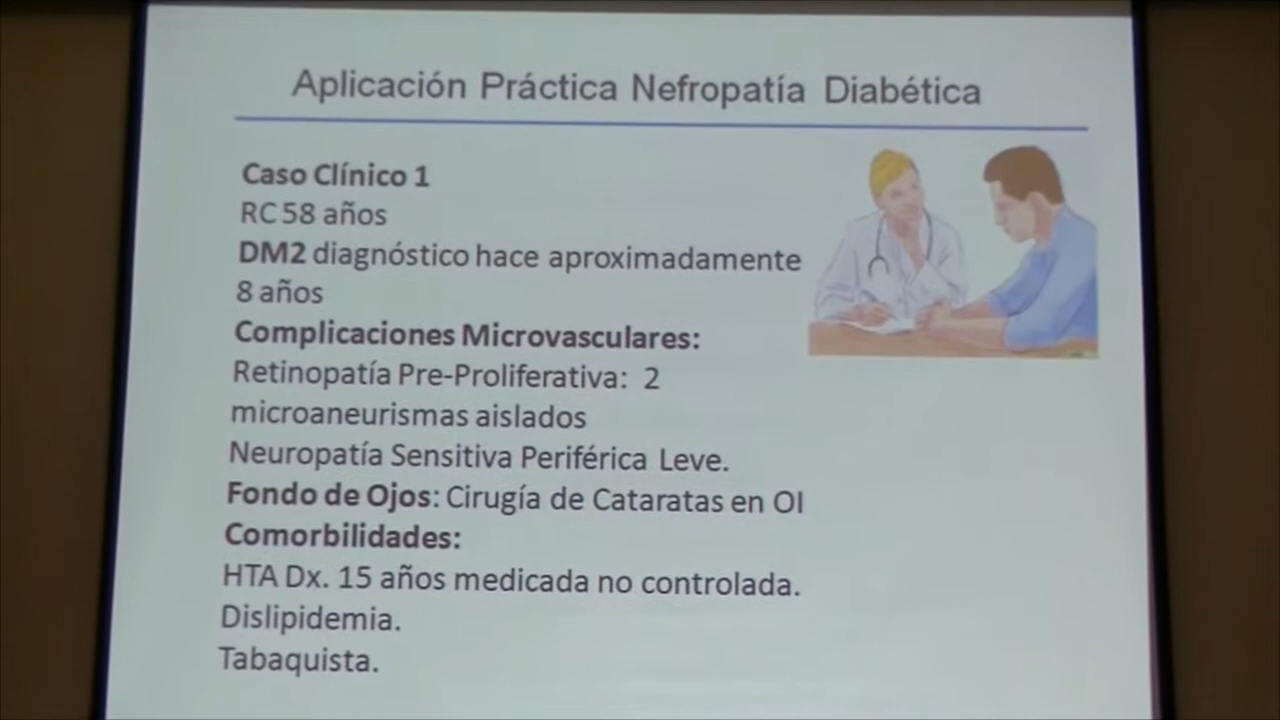 Aplicación Práctica Nefropatía Diabética
Caso Clínico 1
RC 58 años
DM2 diagnóstico hace aproximadamente
8 años
Complicaciones Microvasculares:
Retinopatía Pre-Proliferativa: 2
microaneurismas aislados
Neuropatía Sensitiva Periférica Leve.
Fondo de Ojos: Cirugía de Cataratas en OI
Comorbilidades:
HTA Dx. 15 años medicada no controlada.
Dislipidemia.
Tabaquista.